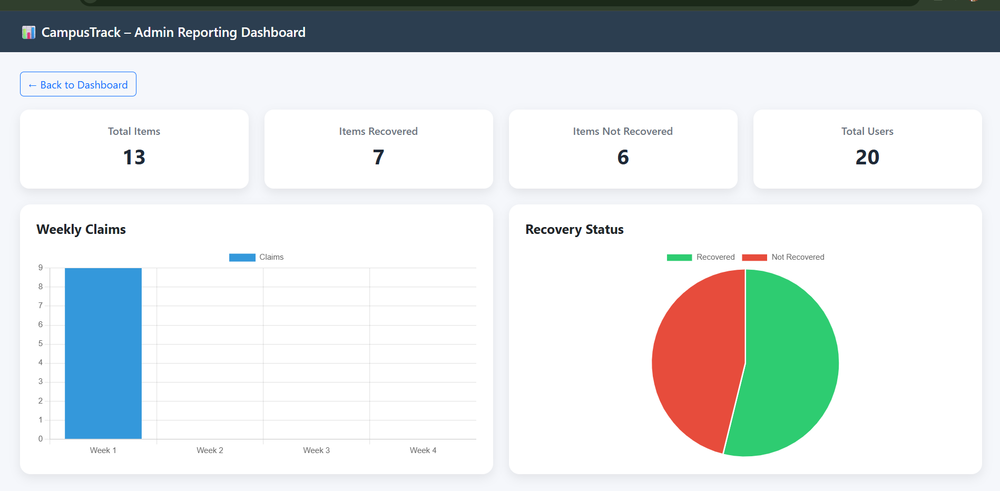 CampusTrack – Admin Reporting Dashboard
← Back to Dashboard
Total Items
13
Items Recovered
7
Items Not Recovered
6
Total Users
20
Weekly Claims
Claims
9
8
7
6
5
4
3
2
1
0
Week 1 Week 2 Week 3 Week 4
Recovery Status
Recovered Not Recovered